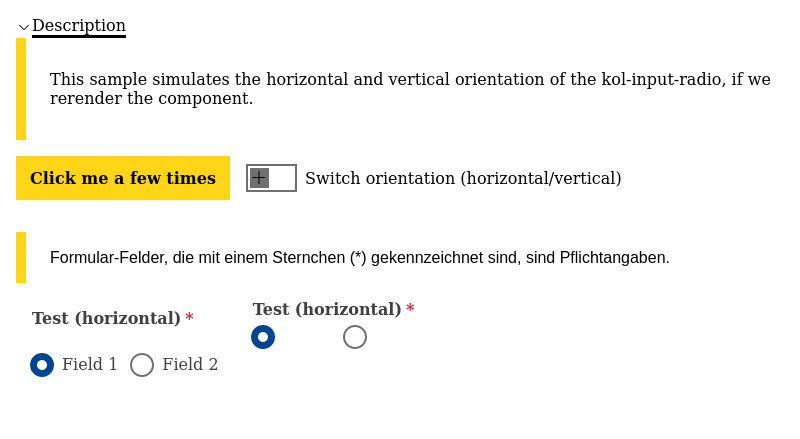 Description
This sample simulates the horizontal and vertical orientation of the kol-input-radio, if we
rerender the component.
Click me a few times
Switch orientation (horizontal/vertical)
Formular-Felder, die mit einem Sternchen (*) gekennzeichnet sind, sind Pflichtangaben.
Test (horizontal) *
Field 1 Field 2
Test (horizontal) *